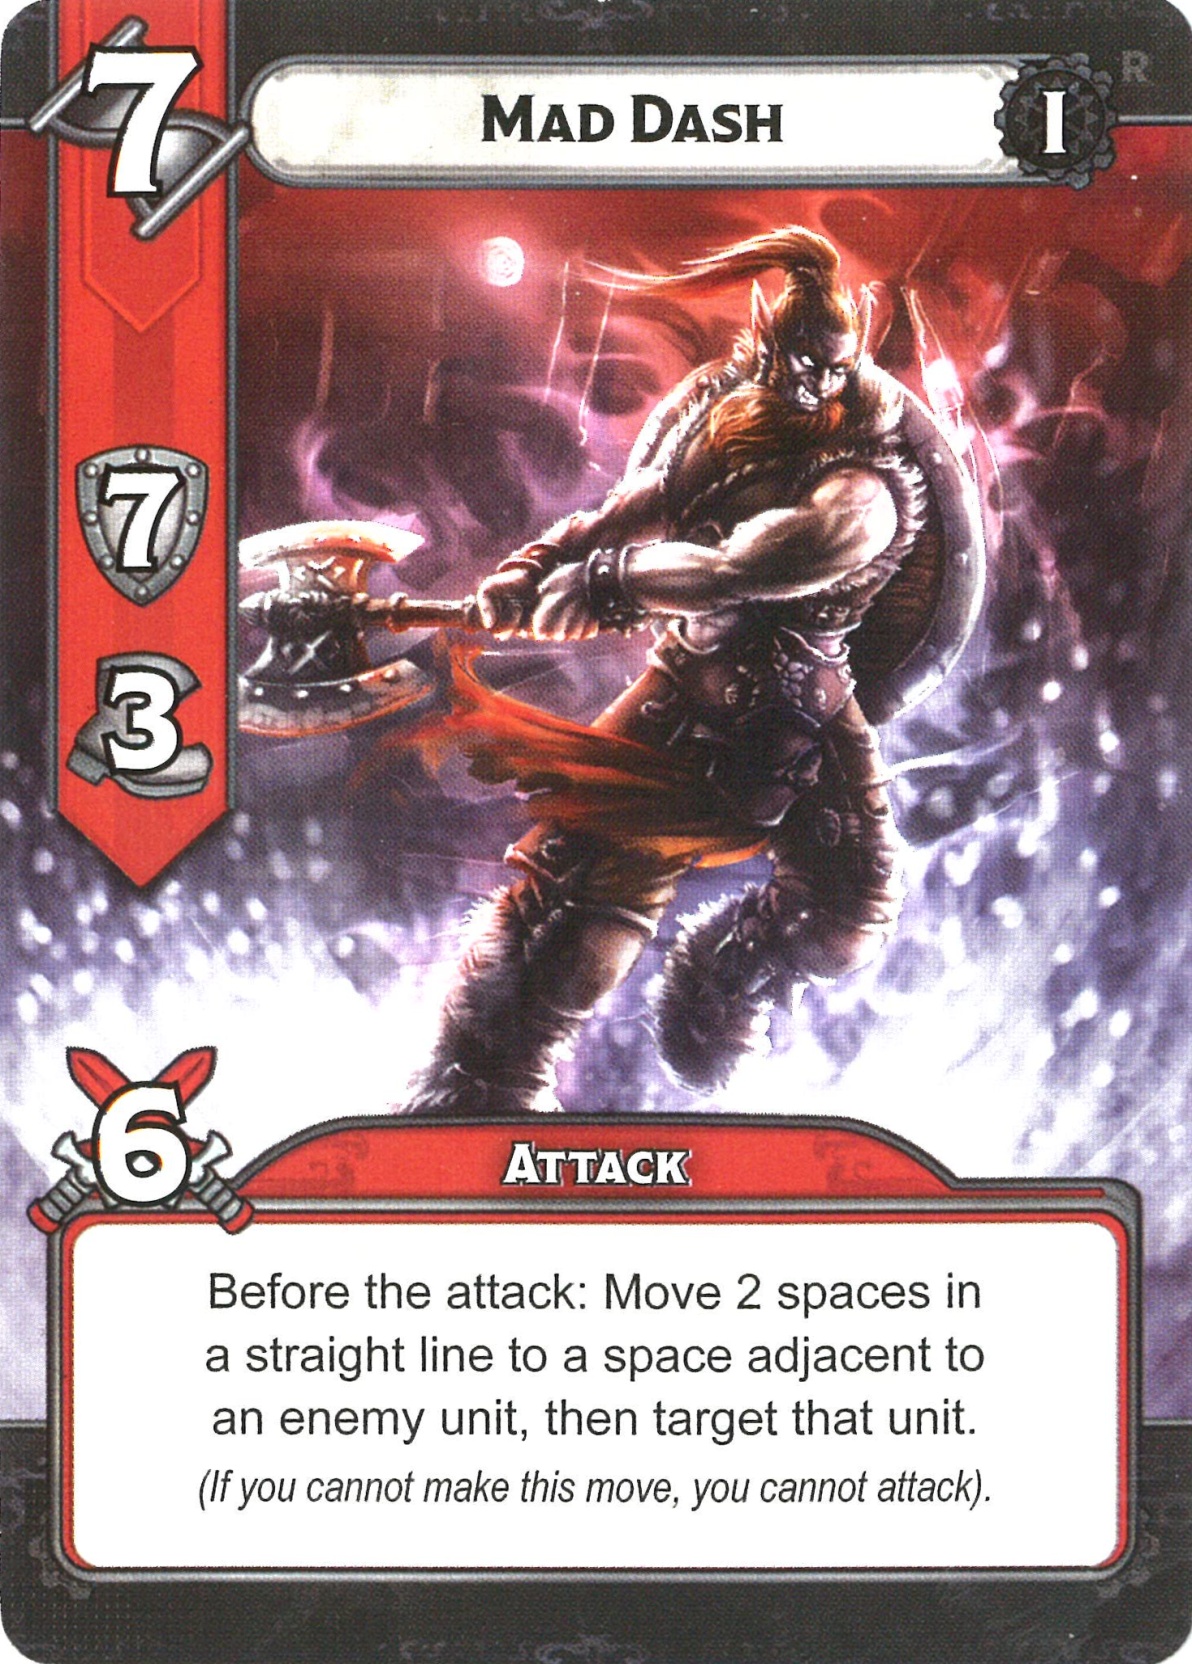 7
MAD DASH
I
R
7
3
6
ATTACK
Before the attack: Move 2 spaces in
a straight line to a space adjacent to
an enemy unit, then target that unit.
(If you cannot make this move, you cannot attack).